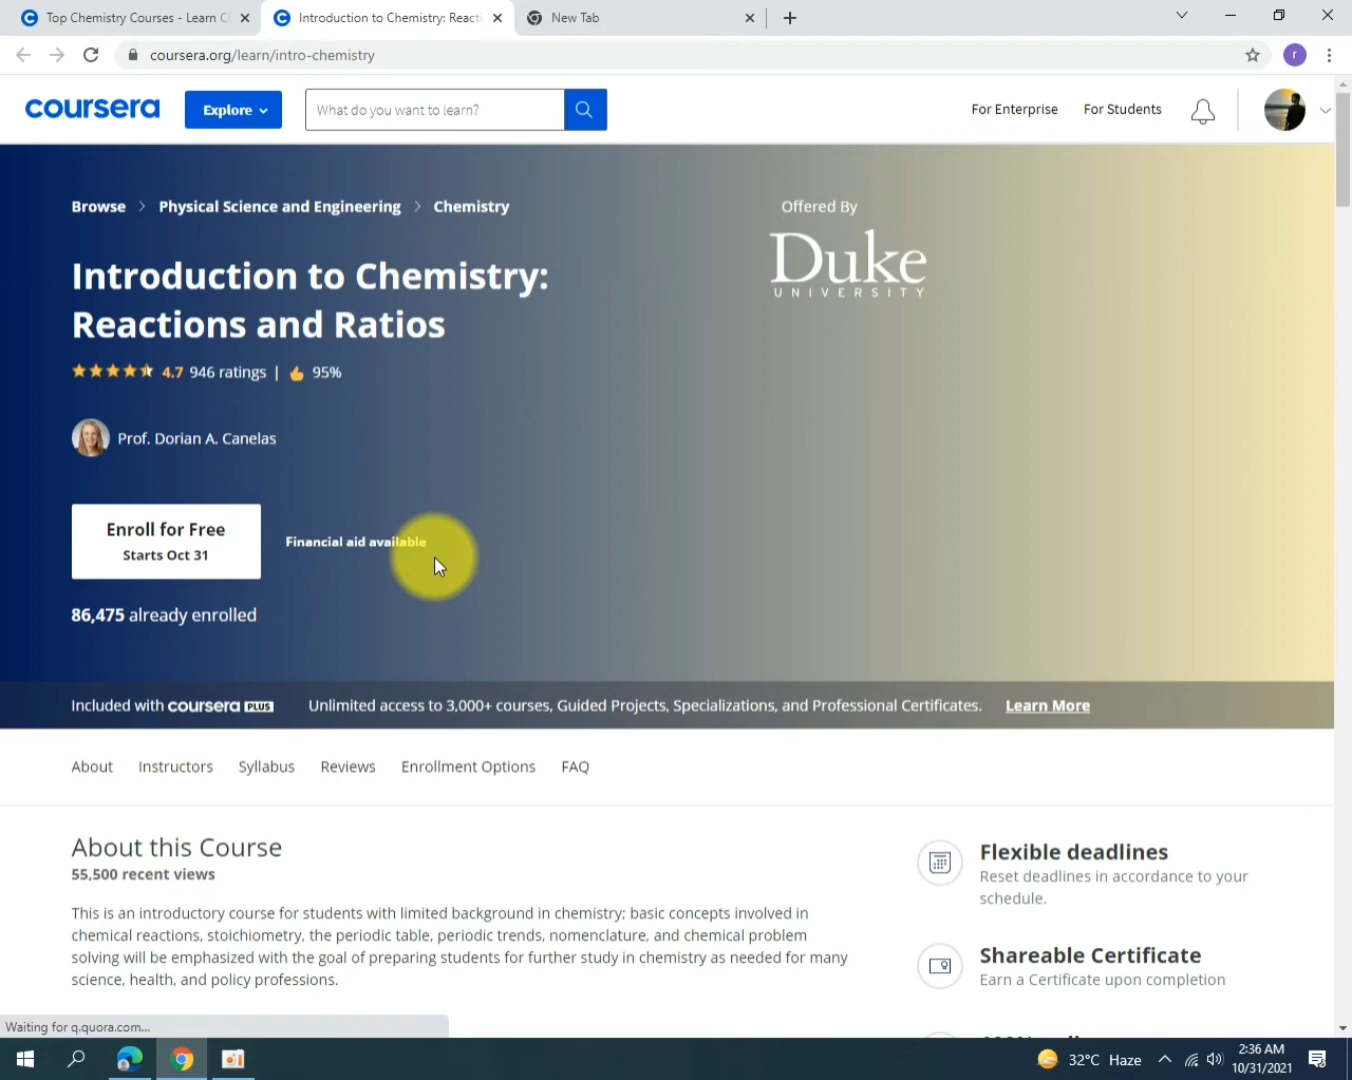 Top Chemistry Courses - Learn C
Introduction to Chemistry: React
New Tab
coursera.org/learn/intro-chemistry
r
coursera
Explore
What do you want to learn?
For Enterprise
For Students
Browse > Physical Science and Engineering > Chemistry
Offered By
Duke
UNIVERSITY
Introduction to Chemistry:
Reactions and Ratios
4.7 946 ratings | 95%
Prof. Dorian A. Canelas
Enroll for Free
Starts Oct 31
Financial aid available
86,475 already enrolled
Included with coursera PLUS
Unlimited access to 3,000+ courses, Guided Projects, Specializations, and Professional Certificates.
Learn More
About
Instructors
Syllabus
Reviews
Enrollment Options
FAQ
About this Course
55,500 recent views
This is an introductory course for students with limited background in chemistry; basic concepts involved in
chemical reactions, stoichiometry, the periodic table, periodic trends, nomenclature, and chemical problem
solving will be emphasized with the goal of preparing students for further study in chemistry as needed for many
science, health, and policy professions.
Flexible deadlines
Reset deadlines in accordance to your
schedule.
Shareable Certificate
Earn a Certificate upon completion
Waiting for q.quora.com...
32°C Haze
2:36 AM
10/31/2021